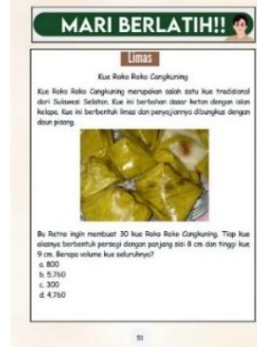 MARI BERLATIH!!
Limas
Kue Roko Roko Cangkuning
Kue Roko Roko Cangkuning merupakan salah satu kue tradisional
dari Sulawesi Selatan. Kue ini berbahan dasar ketan dengan isian
kelapa. Kue ini berbentuk limas dan penyajiannya dibungkus dengan
daun pisang.
Bu Ratna ingin membuat 30 kue Roko Roko Cangkuning. Tiap kue
alasnya berbentuk persegi dengan panjang sisi 8 cm dan tinggi kue
9 cm. Berapa volume kue seluruhnya?
a. 800
b. 5.760
c. 300
d. 4.760
51